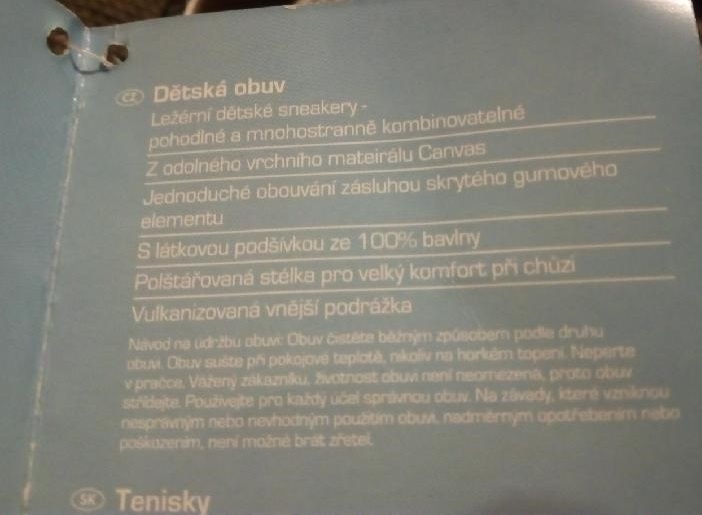 CZ Dětská obuv
Ležérní dětské sneakery -
pohodlné a mnohostranně kombinovatelné
Z odolného vrchního mateirálu Canvas
Jednoduché obouvání zásluhou skrytého gumového
elementu
S látkovou podšívkou ze 100% bavlny
Polštářovaná stélka pro velký komfort při chůzi
Vulkanizovaná vnější podrážka
Návod na údržbu obuvi: Obuv čistěte běžným způsobem podle druhu
obuvi. Obuv sušte při pokojové teplotě, nikoliv na horkém topení. Neperte
v pračce. Vážený zákazníku, životnost obuvi není neomezená, proto obuv
střídejte. Používejte pro každý účel správnou obuv. Na závady, které vzniknou
nesprávným nebo nevhodným použitím obuvi, nadměrným opotřebením nebo
poškozením, není možné brát zřetel.
SK Tenisky